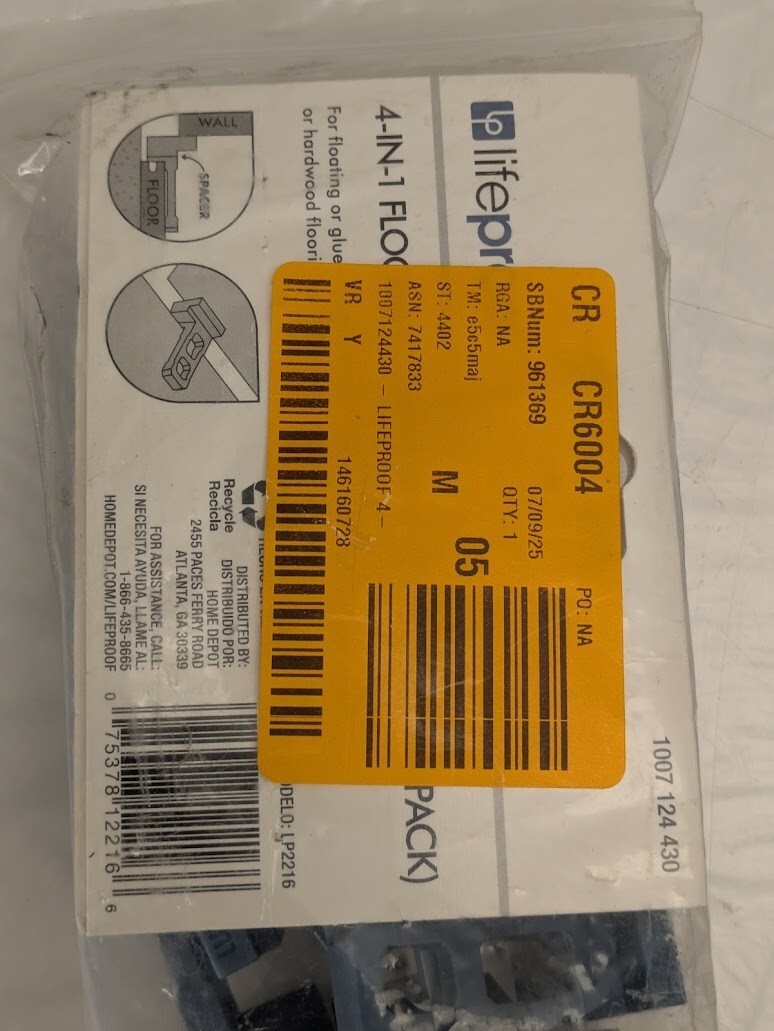 lifepr
4-IN-1 FLOO
PACK)
For floating or glue
or hardwood floori
1007 124 430
WALL
SPACER
FLOOR
CR CR6004 PO: NA
SBNum: 961369 07/09/25
RGA: NA QTY: 1
TM: e5c5maj 05
ST: 4402 M
ASN: 7417833
1007124430 - LIFEPROOF 4-
VR Y 146160728
Recycle
Recicla
DISTRIBUTED BY:
DISTRIBUIDO POR:
HOME DEPOT
2455 PACES FERRY ROAD
ATLANTA, GA 30339
FOR ASSISTANCE, CALL:
SI NECESITA AYUDA, LLAME AL:
1-866-435-8665
HOMEDEPOT.COM/LIFEPROOF
ODELO: LP2216
0 75378 12216 6